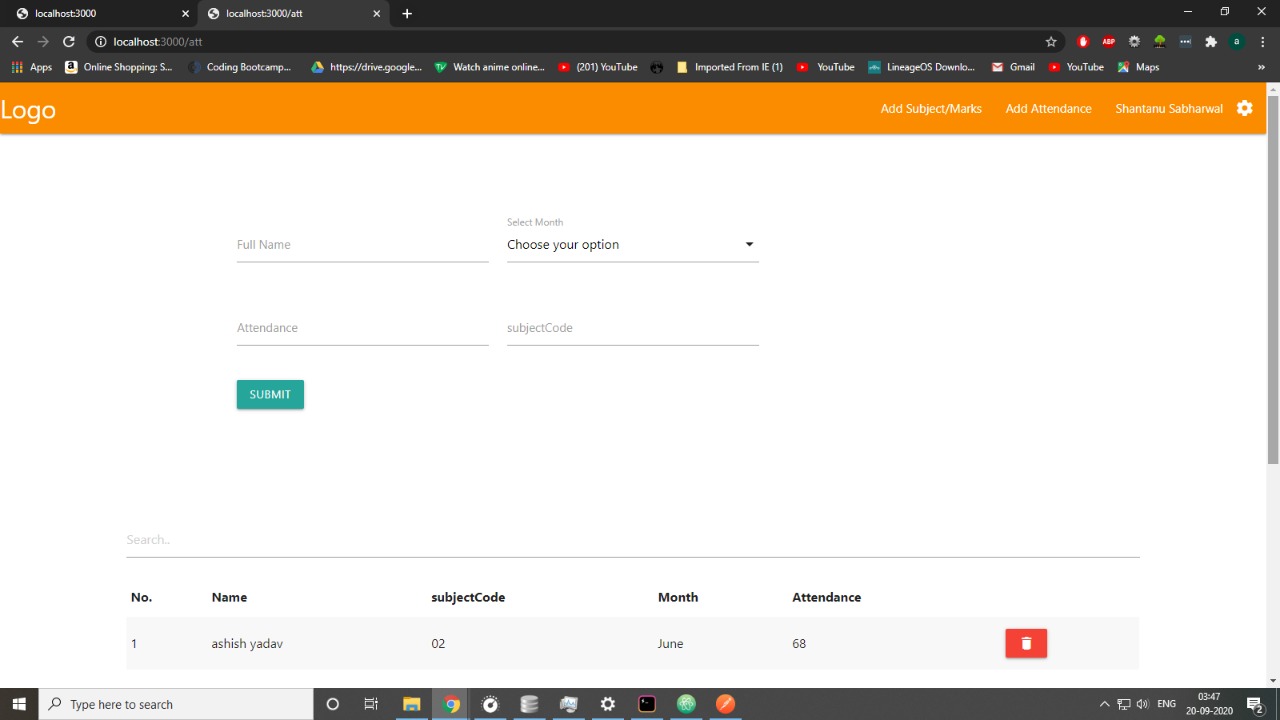 localhost:3000
localhost:3000/att
localhost:3000/att
ABP
a
Apps
Online Shopping: S...
Coding Bootcamp...
https://drive.google...
Watch anime online...
(201) YouTube
Imported From IE (1)
YouTube
LineageOS Downlo...
Gmail
YouTube
Maps
»
Logo
Add Subject/Marks
Add Attendance
Shantanu Sabharwal
Full Name
Select Month
Choose your option
Attendance
subjectCode
SUBMIT
Search..
No. Name subjectCode Month Attendance
1 ashish yadav 02 June 68
Type here to search
ENG
03:47
20-09-2020
2